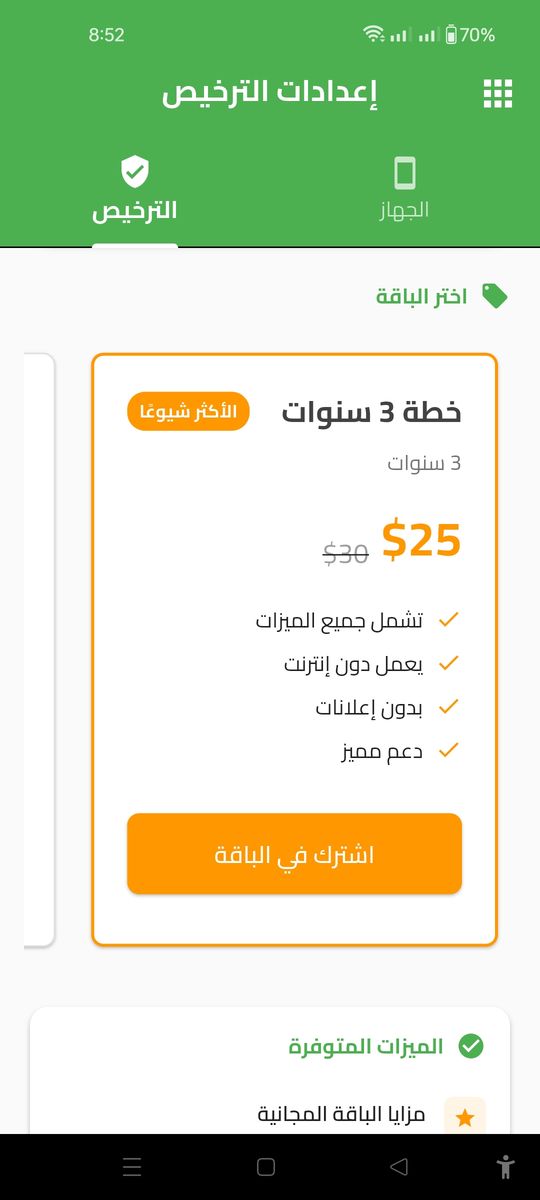 8:52
70%
إعدادات الترخيص
الجهاز
الترخيص
اختر الباقة
خطة 3 سنوات
الأكثر شيوعًا
3 سنوات
$25 $30
تشمل جميع الميزات
يعمل دون إنترنت
بدون إعلانات
دعم مميز
اشترك في الباقة
الميزات المتوفرة
مزايا الباقة المجانية